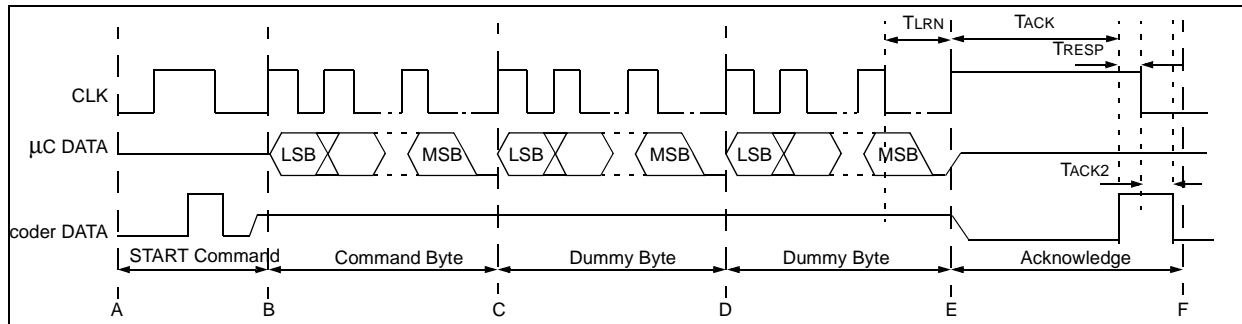 TLRN
TACK
TRESP
CLK
μC DATA
LSB MSB LSB MSB LSB MSB
TACK2
coder DATA
START Command Command Byte Dummy Byte Dummy Byte Acknowledge
A B C D E F